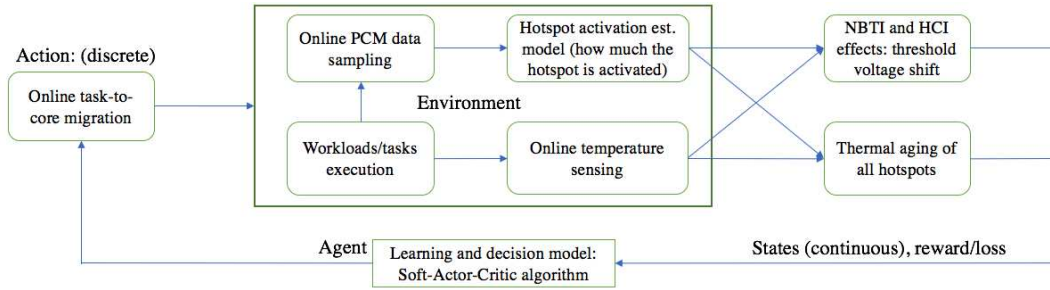 Action: (discrete)
Online task-to-
core migration
Online PCM data
sampling
Hotspot activation est.
model (how much the
hotspot is activated)
Environment
Workloads/tasks
execution
Online temperature
sensing
NBTI and HCI
effects: threshold
voltage shift
Thermal aging of
all hotspots
Agent
Learning and decision model:
Soft-Actor-Critic algorithm
States (continuous), reward/loss